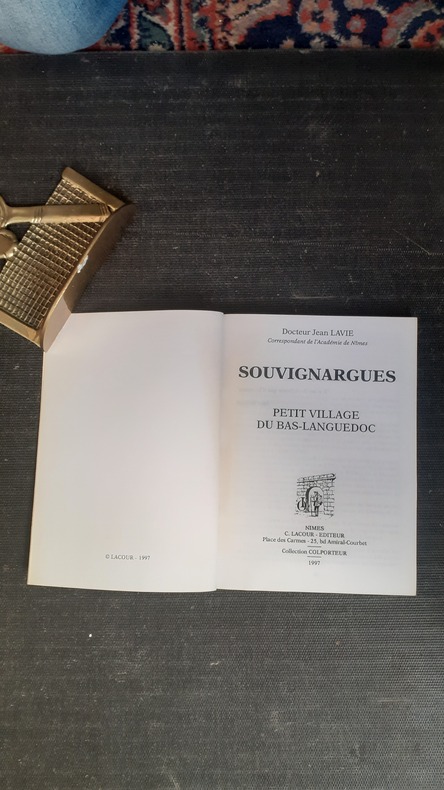 © LACOUR - 1997
Docteur Jean LAVIE
Correspondant de l'Académie de Nîmes
SOUVIGNARGUES
PETIT VILLAGE
DU BAS-LANGUEDOC
NIMES
C. LACOUR - EDITEUR
Place des Carmes - 25, bd Amiral-Courbet
Collection COLPORTEUR
1997